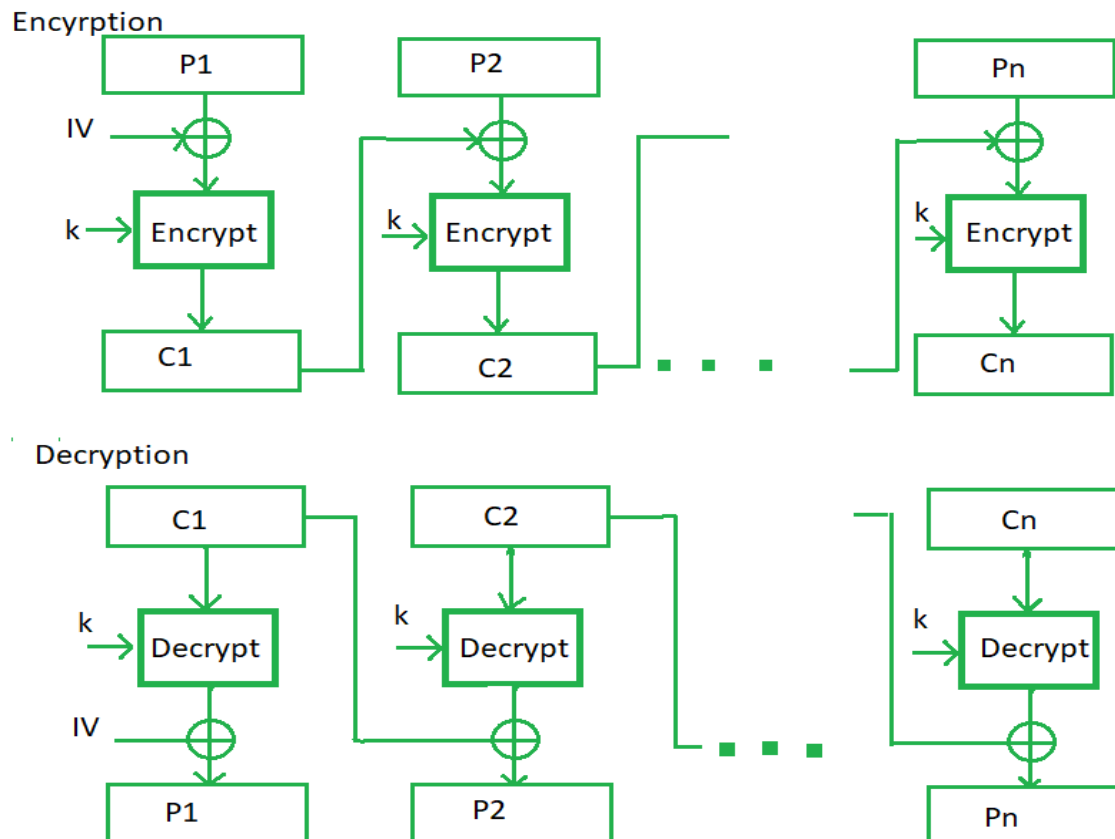 Encyrption
P1 P2 Pn
IV
k Encrypt k Encrypt k Encrypt
C1 C2 Cn
Decryption
C1 C2 Cn
k Decrypt k Decrypt k Decrypt
IV
P1 P2 Pn